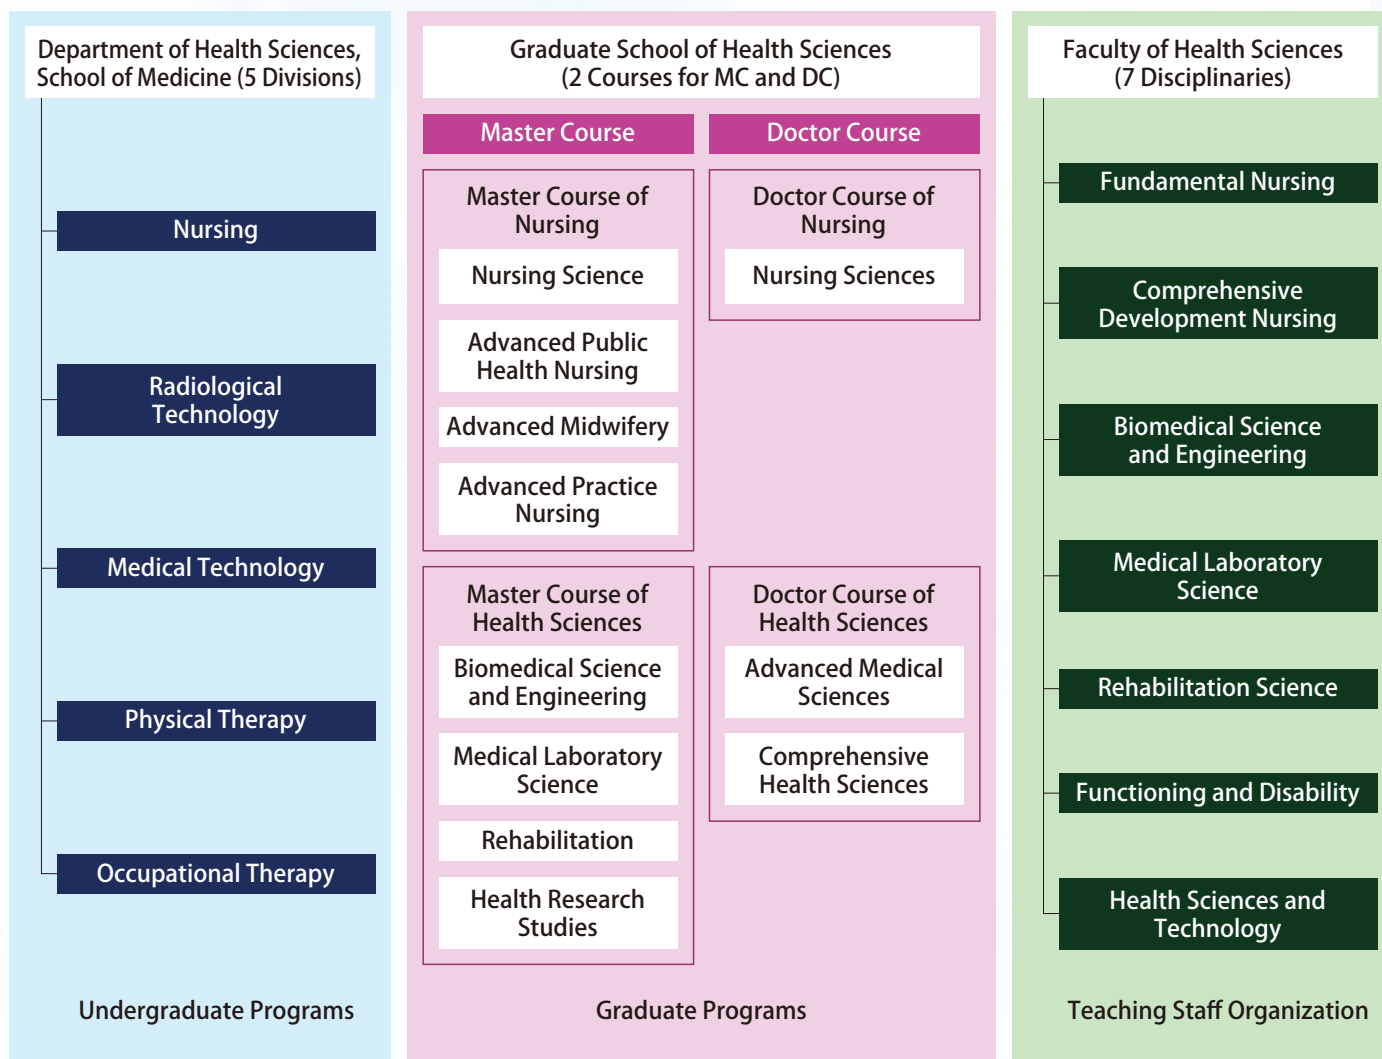 Department of Health Sciences,
School of Medicine (5 Divisions)
Nursing
Radiological
Technology
Medical Technology
Physical Therapy
Occupational Therapy
Undergraduate Programs
Graduate School of Health Sciences
(2 Courses for MC and DC)
Master Course
Master Course of
Nursing
Nursing Science
Advanced Public
Health Nursing
Advanced Midwifery
Advanced Practice
Nursing
Master Course of
Health Sciences
Biomedical Science
and Engineering
Medical Laboratory
Science
Rehabilitation
Health Research
Studies
Doctor Course
Doctor Course of
Nursing
Nursing Sciences
Doctor Course of
Health Sciences
Advanced Medical
Sciences
Comprehensive
Health Sciences
Graduate Programs
Faculty of Health Sciences
(7 Disciplinaries)
Fundamental Nursing
Comprehensive
Development Nursing
Biomedical Science
and Engineering
Medical Laboratory
Science
Rehabilitation Science
Functioning and Disability
Health Sciences and
Technology
Teaching Staff Organization